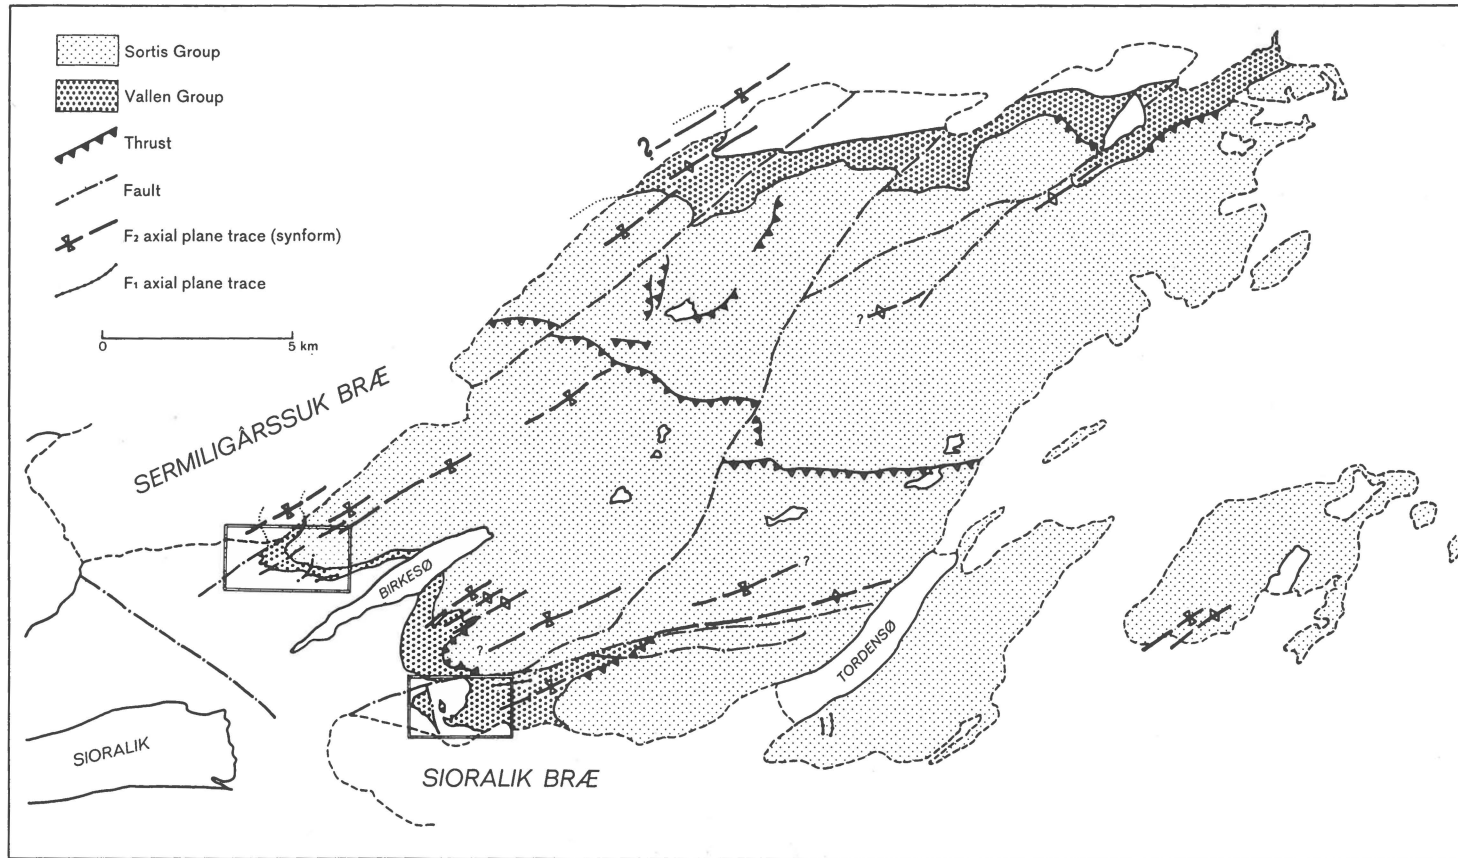 Sortis Group
Vallen Group
Thrust
Fault
F₂ axial plane trace (synform)
F₁ axial plane trace
0 5 km
?
?
SERMILIGÂRSSUK BRÆ
BIRKESØ
?
?
TORDENSØ
SIORALIK
SIORALIK BRÆ